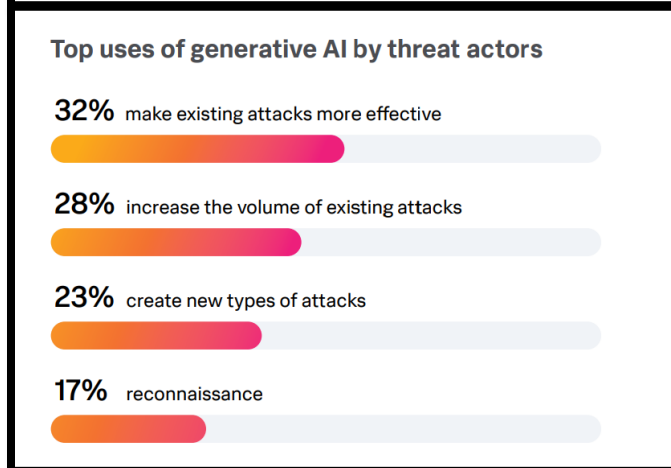 Top uses of generative AI by threat actors
32% make existing attacks more effective
28% increase the volume of existing attacks
23% create new types of attacks
17% reconnaissance